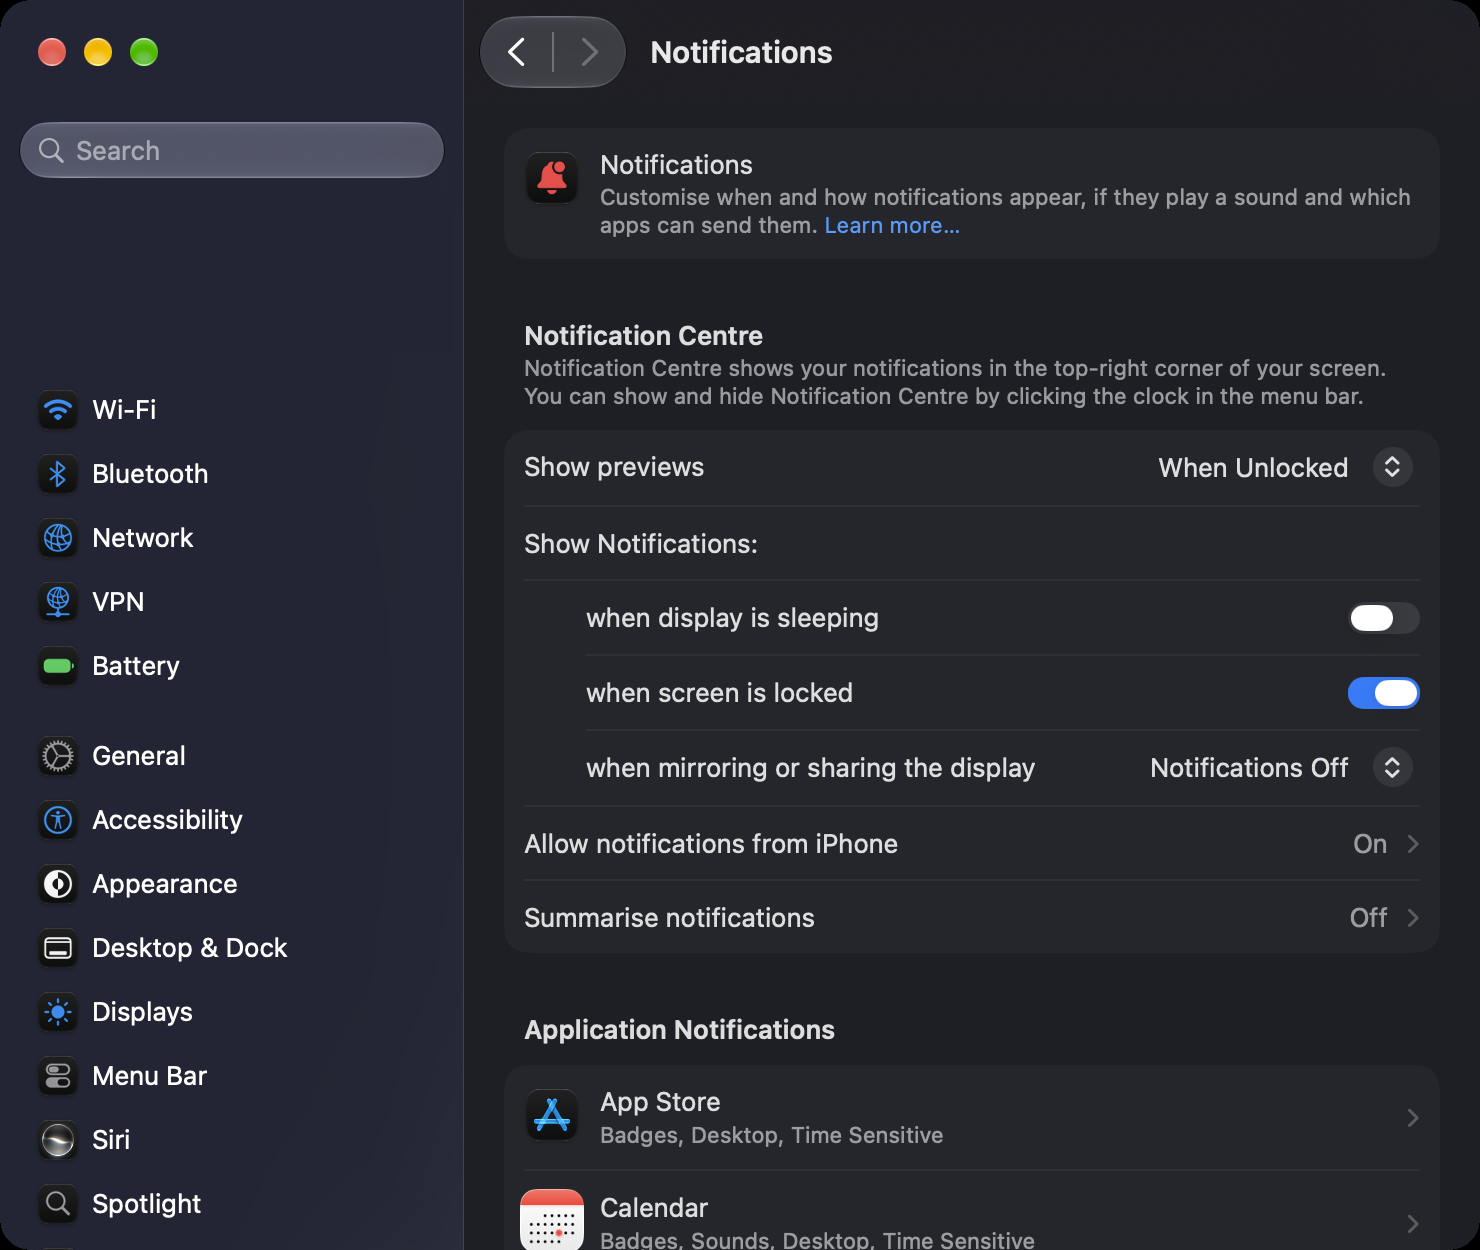 Notifications
Search
Notifications
Customise when and how notifications appear, if they play a sound and which
apps can send them. Learn more...
Notification Centre
Notification Centre shows your notifications in the top-right corner of your screen.
You can show and hide Notification Centre by clicking the clock in the menu bar.
Show previews When Unlocked
Show Notifications:
when display is sleeping
when screen is locked
when mirroring or sharing the display Notifications Off
Allow notifications from iPhone On
Summarise notifications Off
Application Notifications
App Store
Badges, Desktop, Time Sensitive
Calendar
Badges, Sounds, Desktop, Time Sensitive
Wi-Fi
Bluetooth
Network
VPN
Battery
General
Accessibility
Appearance
Desktop & Dock
Displays
Menu Bar
Siri
Spotlight